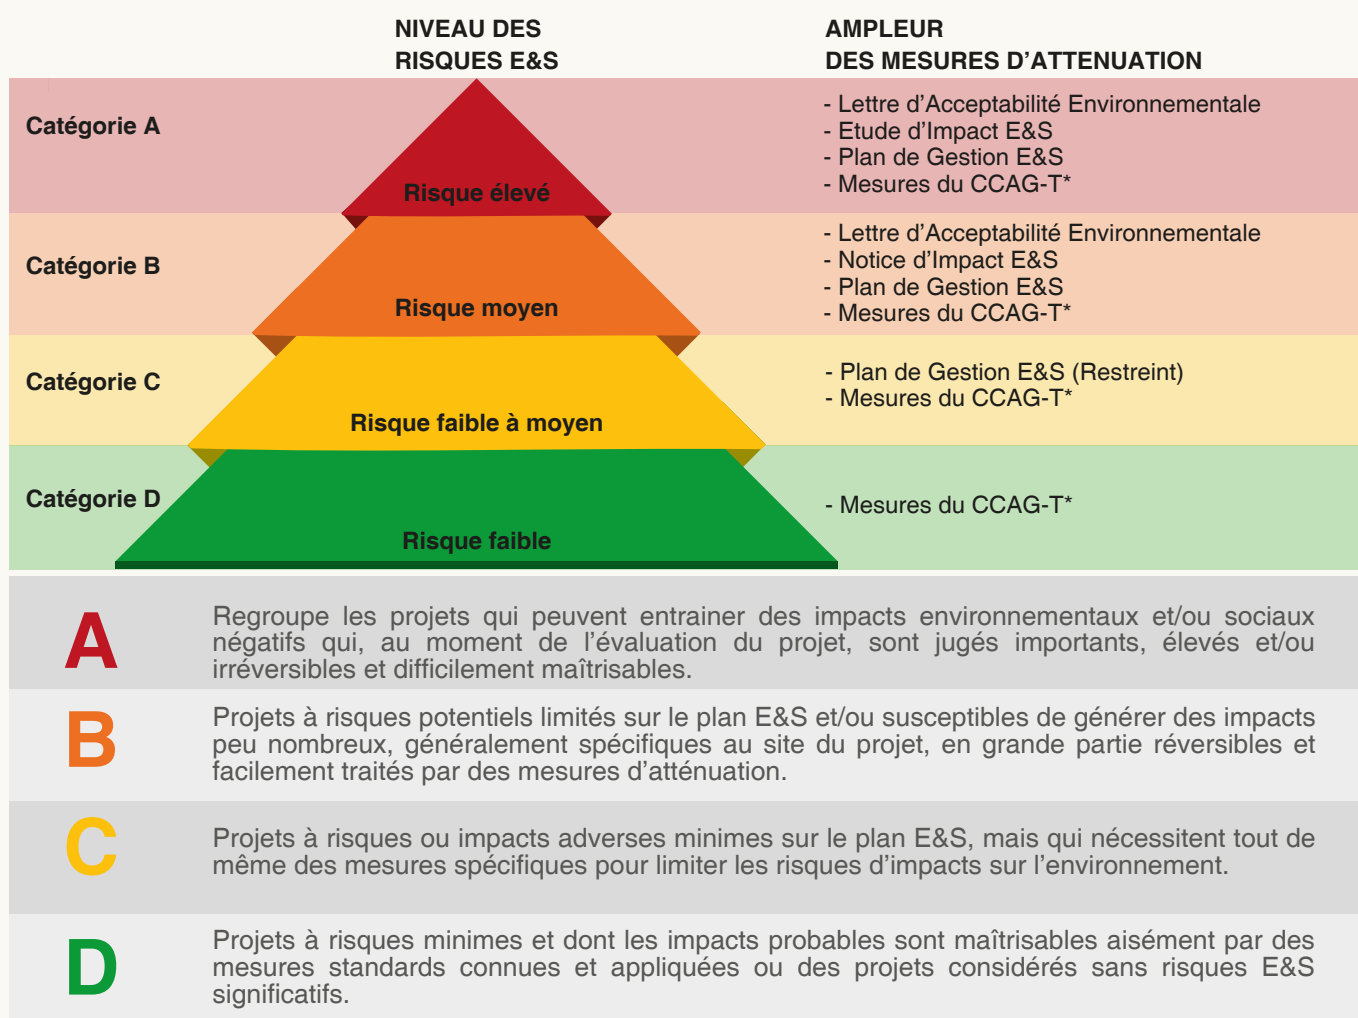 NIVEAU DES
RISQUES E&S
AMPLEUR
DES MESURES D'ATTENUATION
Catégorie A
Risque élevé
- Lettre d'Acceptabilité Environnementale
- Etude d'Impact E&S
- Plan de Gestion E&S
- Mesures du CCAG-T*
Catégorie B
Risque moyen
- Lettre d'Acceptabilité Environnementale
- Notice d'Impact E&S
- Plan de Gestion E&S
- Mesures du CCAG-T*
Catégorie C
Risque faible à moyen
- Plan de Gestion E&S (Restreint)
- Mesures du CCAG-T*
Catégorie D
Risque faible
- Mesures du CCAG-T*
A
Regroupe les projets qui peuvent entrainer des impacts environnementaux et/ou sociaux
négatifs qui, au moment de l'évaluation du projet, sont jugés importants, élevés et/ou
irréversibles et difficilement maîtrisables.
B
Projets à risques potentiels limités sur le plan E&S et/ou susceptibles de générer des impacts
peu nombreux, généralement spécifiques au site du projet, en grande partie réversibles et
facilement traités par des mesures d'atténuation.
C
Projets à risques ou impacts adverses minimes sur le plan E&S, mais qui nécessitent tout de
même des mesures spécifiques pour limiter les risques d'impacts sur l'environnement.
D
Projets à risques minimes et dont les impacts probables sont maîtrisables aisément par des
mesures standards connues et appliquées ou des projets considérés sans risques E&S
significatifs.